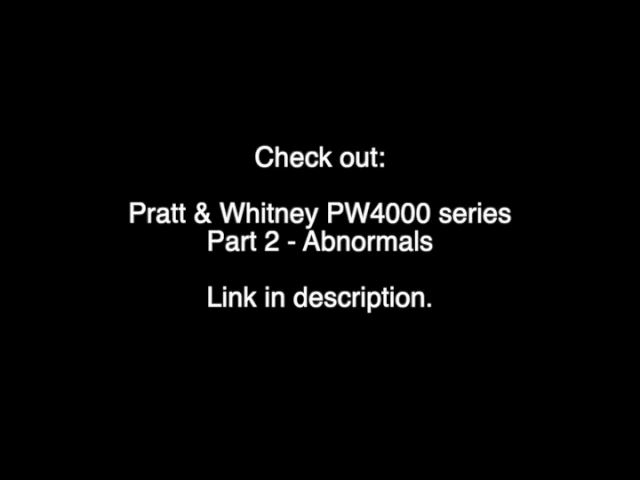 Check out:
Pratt & Whitney PW4000 series
Part 2 - Abnormals
Link in description.